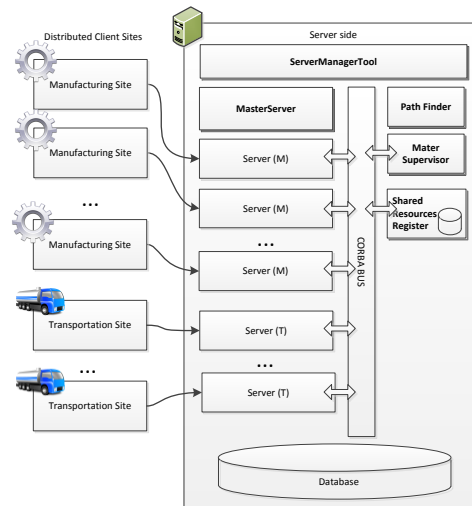 Distributed Client Sites
Server side
ServerManagerTool
Manufacturing Site
MasterServer
Path Finder
Manufacturing Site
Server (M)
Mater
Supervisor
...
Server (M)
Shared
Resources
Register
Manufacturing Site
...
Server (M)
CORBA BUS
Transportation Site
Server (T)
...
...
Transportation Site
Server (T)
Database